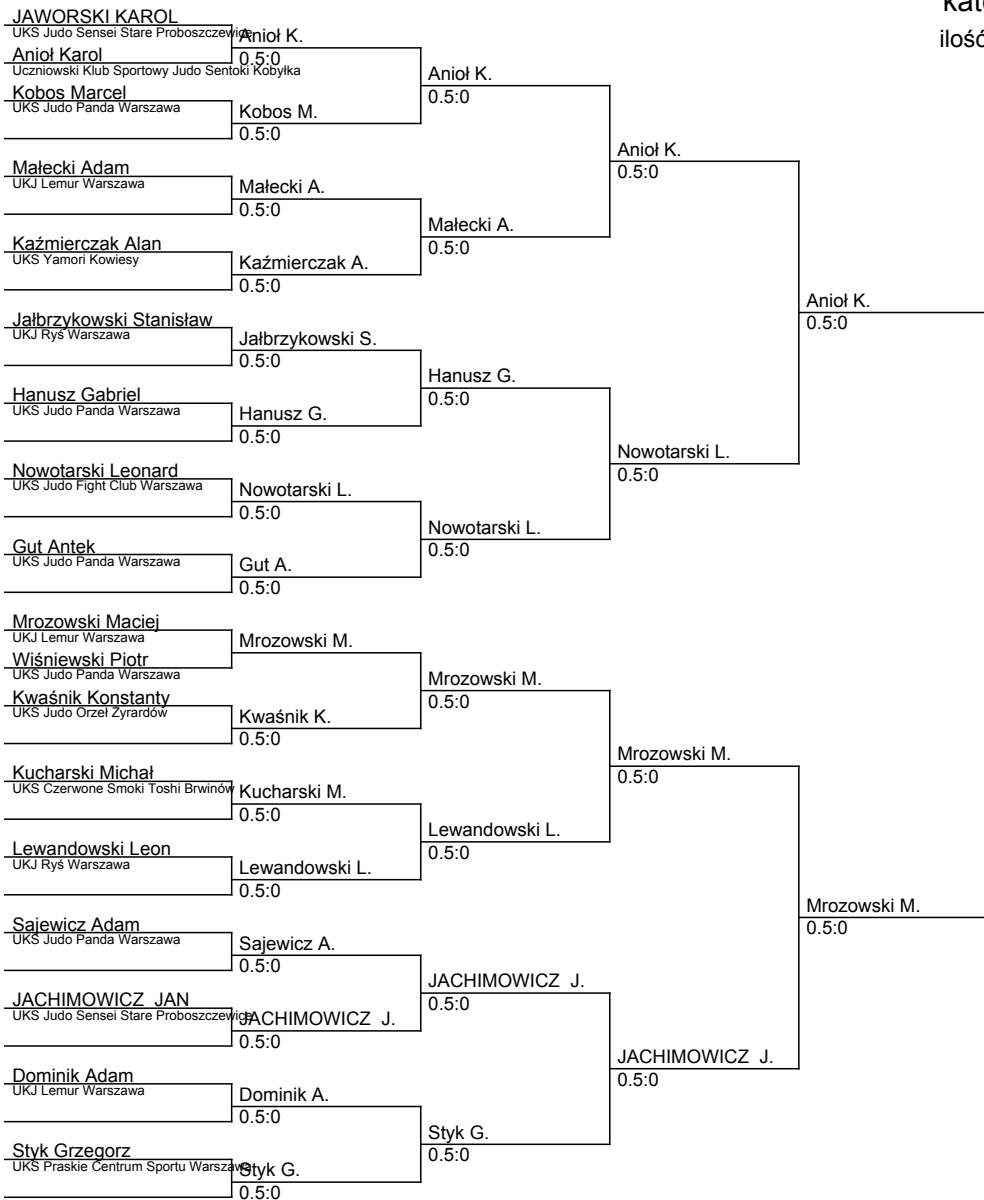 JAWORSKI KAROL
UKS Judo Sensei Stare Proboszczewice
Anioł K.
0.5:0
Anioł Karol
Uczniowski Klub Sportowy Judo Sentoki Kobyłka
Kobos Marcel
UKS Judo Panda Warszawa
Kobos M.
0.5:0
Anioł K.
0.5:0
Małecki Adam
UKJ Lemur Warszawa
Małecki A.
0.5:0
Kaźmierczak Alan
UKS Yamori Kowiesy
Kaźmierczak A.
0.5:0
Małecki A.
0.5:0
Anioł K.
0.5:0
Jałbrzykowski Stanisław
UKJ Ryś Warszawa
Jałbrzykowski S.
0.5:0
Hanusz Gabriel
UKS Judo Panda Warszawa
Hanusz G.
0.5:0
Hanusz G.
0.5:0
Nowotarski Leonard
UKS Judo Fight Club Warszawa
Nowotarski L.
0.5:0
Gut Antek
UKS Judo Panda Warszawa
Gut A.
0.5:0
Nowotarski L.
0.5:0
Nowotarski L.
0.5:0
Anioł K.
0.5:0
Mrozowski Maciej
UKJ Lemur Warszawa
Mrozowski M.
Wiśniewski Piotr
UKS Judo Panda Warszawa
Kwaśnik Konstanty
UKS Judo Orzeł Żyrardów
Kwaśnik K.
0.5:0
Mrozowski M.
0.5:0
Kucharski Michał
UKS Czerwone Smoki Toshi Brwinów
Kucharski M.
0.5:0
Lewandowski Leon
UKJ Ryś Warszawa
Lewandowski L.
0.5:0
Lewandowski L.
0.5:0
Mrozowski M.
0.5:0
Sajewicz Adam
UKS Judo Panda Warszawa
Sajewicz A.
0.5:0
JACHIMOWICZ  JAN
UKS Judo Sensei Stare Proboszczewice
JACHIMOWICZ  J.
0.5:0
JACHIMOWICZ  J.
0.5:0
Dominik Adam
UKJ Lemur Warszawa
Dominik A.
0.5:0
Styk Grzegorz
UKS Praskie Centrum Sportu Warszawa
Styk G.
0.5:0
Styk G.
0.5:0
JACHIMOWICZ  J.
0.5:0
Mrozowski M.
0.5:0